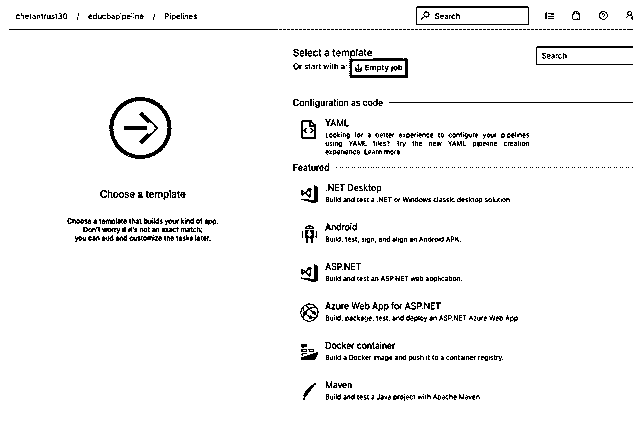 chetantrust30 / educbapipeline / Pipelines
Search
Select a template
Or start with a: Empty job
Search
Configuration as code
YAML
Looking for a better experience to configure your pipelines
using YAML files? Try the new YAML pipeline creation
experience. Learn more
Featured
Choose a template
Choose a template that builds your kind of app.
Don't worry if it's not an exact match;
you can add and customize the tasks later.
.NET Desktop
Build and test a .NET or Windows classic desktop solution
Android
Build, test, sign, and align an Android APK.
ASP.NET
Build and test an ASP.NET web application.
Azure Web App for ASP.NET
Build, package, test, and deploy an ASP.NET Azure Web App
Docker container
Build a Docker image and push it to a container registry.
Maven
Build and test a Java project with Apache Maven